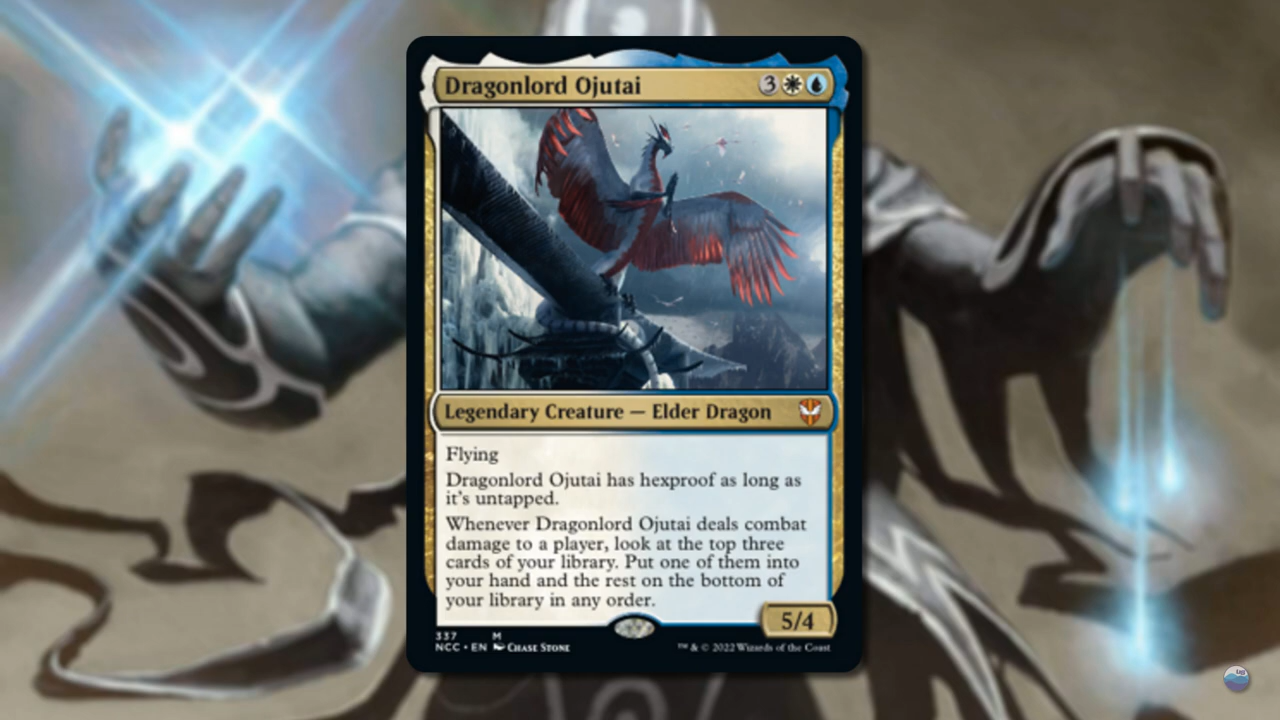 Dragonlord Ojutai 3
Legendary Creature — Elder Dragon
Flying
Dragonlord Ojutai has hexproof as long as
it's untapped.
Whenever Dragonlord Ojutai deals combat
damage to a player, look at the top three
cards of your library. Put one of them into
your hand and the rest on the bottom of
your library in any order.
5/4
337 M
NCC • EN Chase Stone
™ & © 2022 Wizards of the Coast